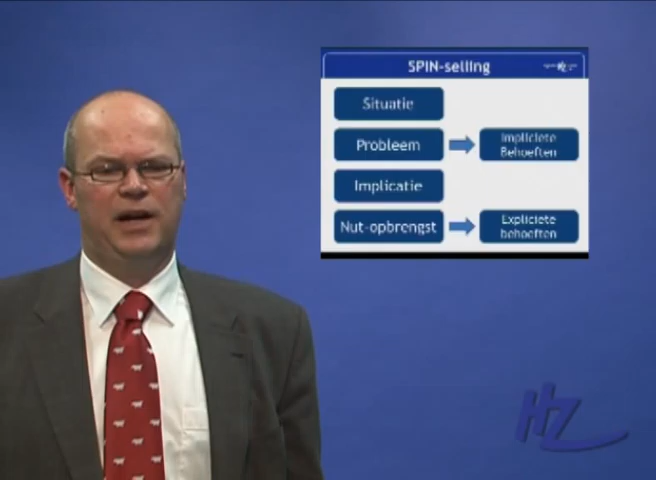 SPIN-selling
Situatie
Probleem
Impliciete
Behoeften
Implicatie
Nut-opbrengst
Expliciete
behoeften
HZ